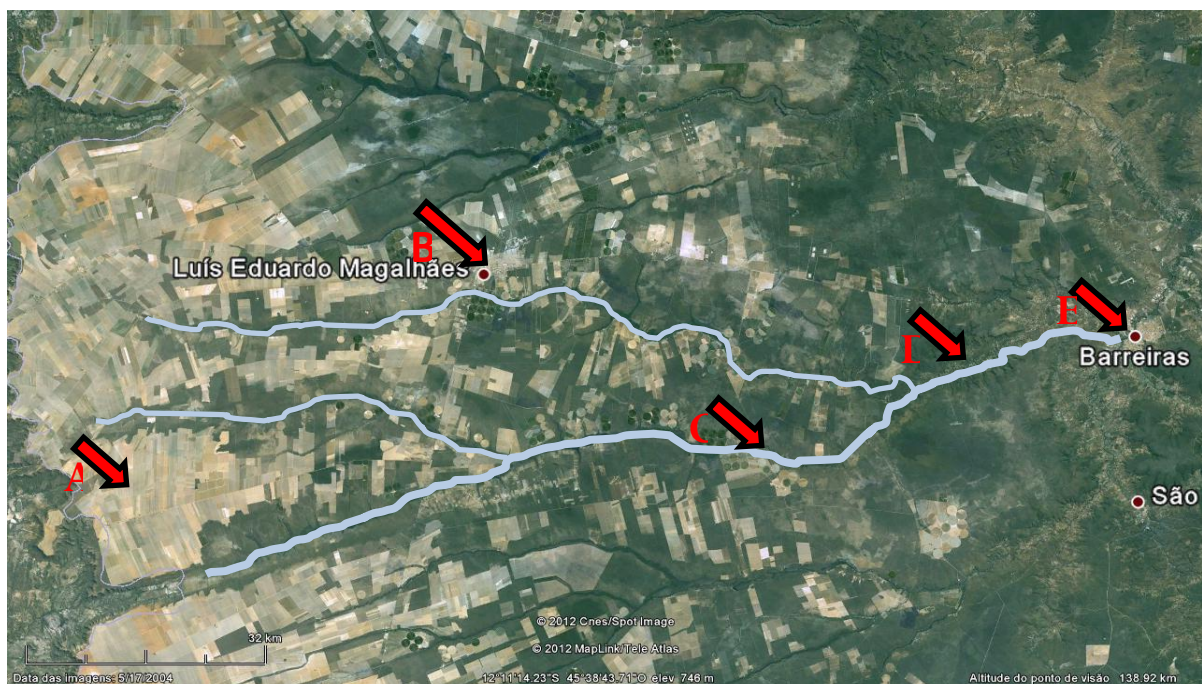 B
Luís Eduardo Magalhães
E
Barreiras
C
A
São
© 2012 Cnes/Spot Image
© 2012 MapLink/Tele Atlas
32 km
Data das imagens: 5/17/2004
12°11'14.23"S 45°38'43.71"O elev 746 m
Altitude do ponto de visão 138.92 km